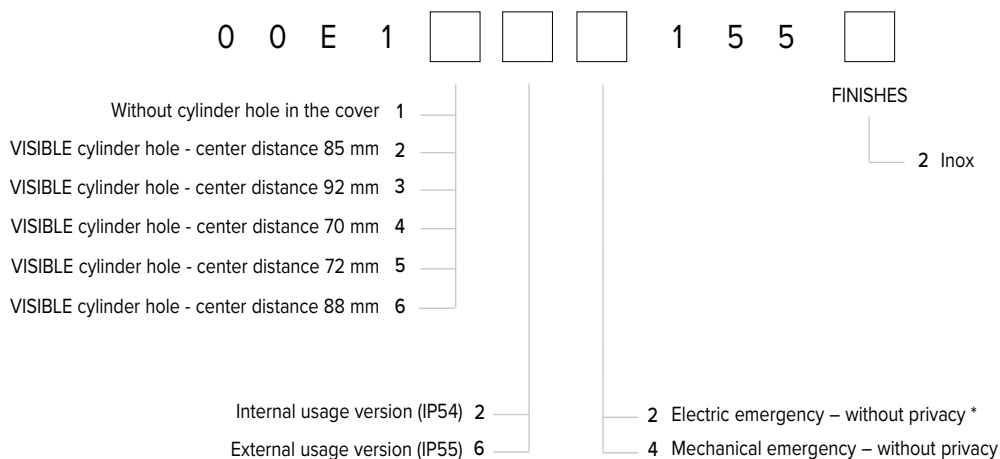 0 0 E 1 1 5 5
FINISHES
Without cylinder hole in the cover 1
VISIBLE cylinder hole - center distance 85 mm 2
2 Inox
VISIBLE cylinder hole - center distance 92 mm 3
VISIBLE cylinder hole - center distance 70 mm 4
VISIBLE cylinder hole - center distance 72 mm 5
VISIBLE cylinder hole - center distance 88 mm 6
Internal usage version (IP54) 2
2 Electric emergency – without privacy *
External usage version (IP55) 6
4 Mechanical emergency – without privacy